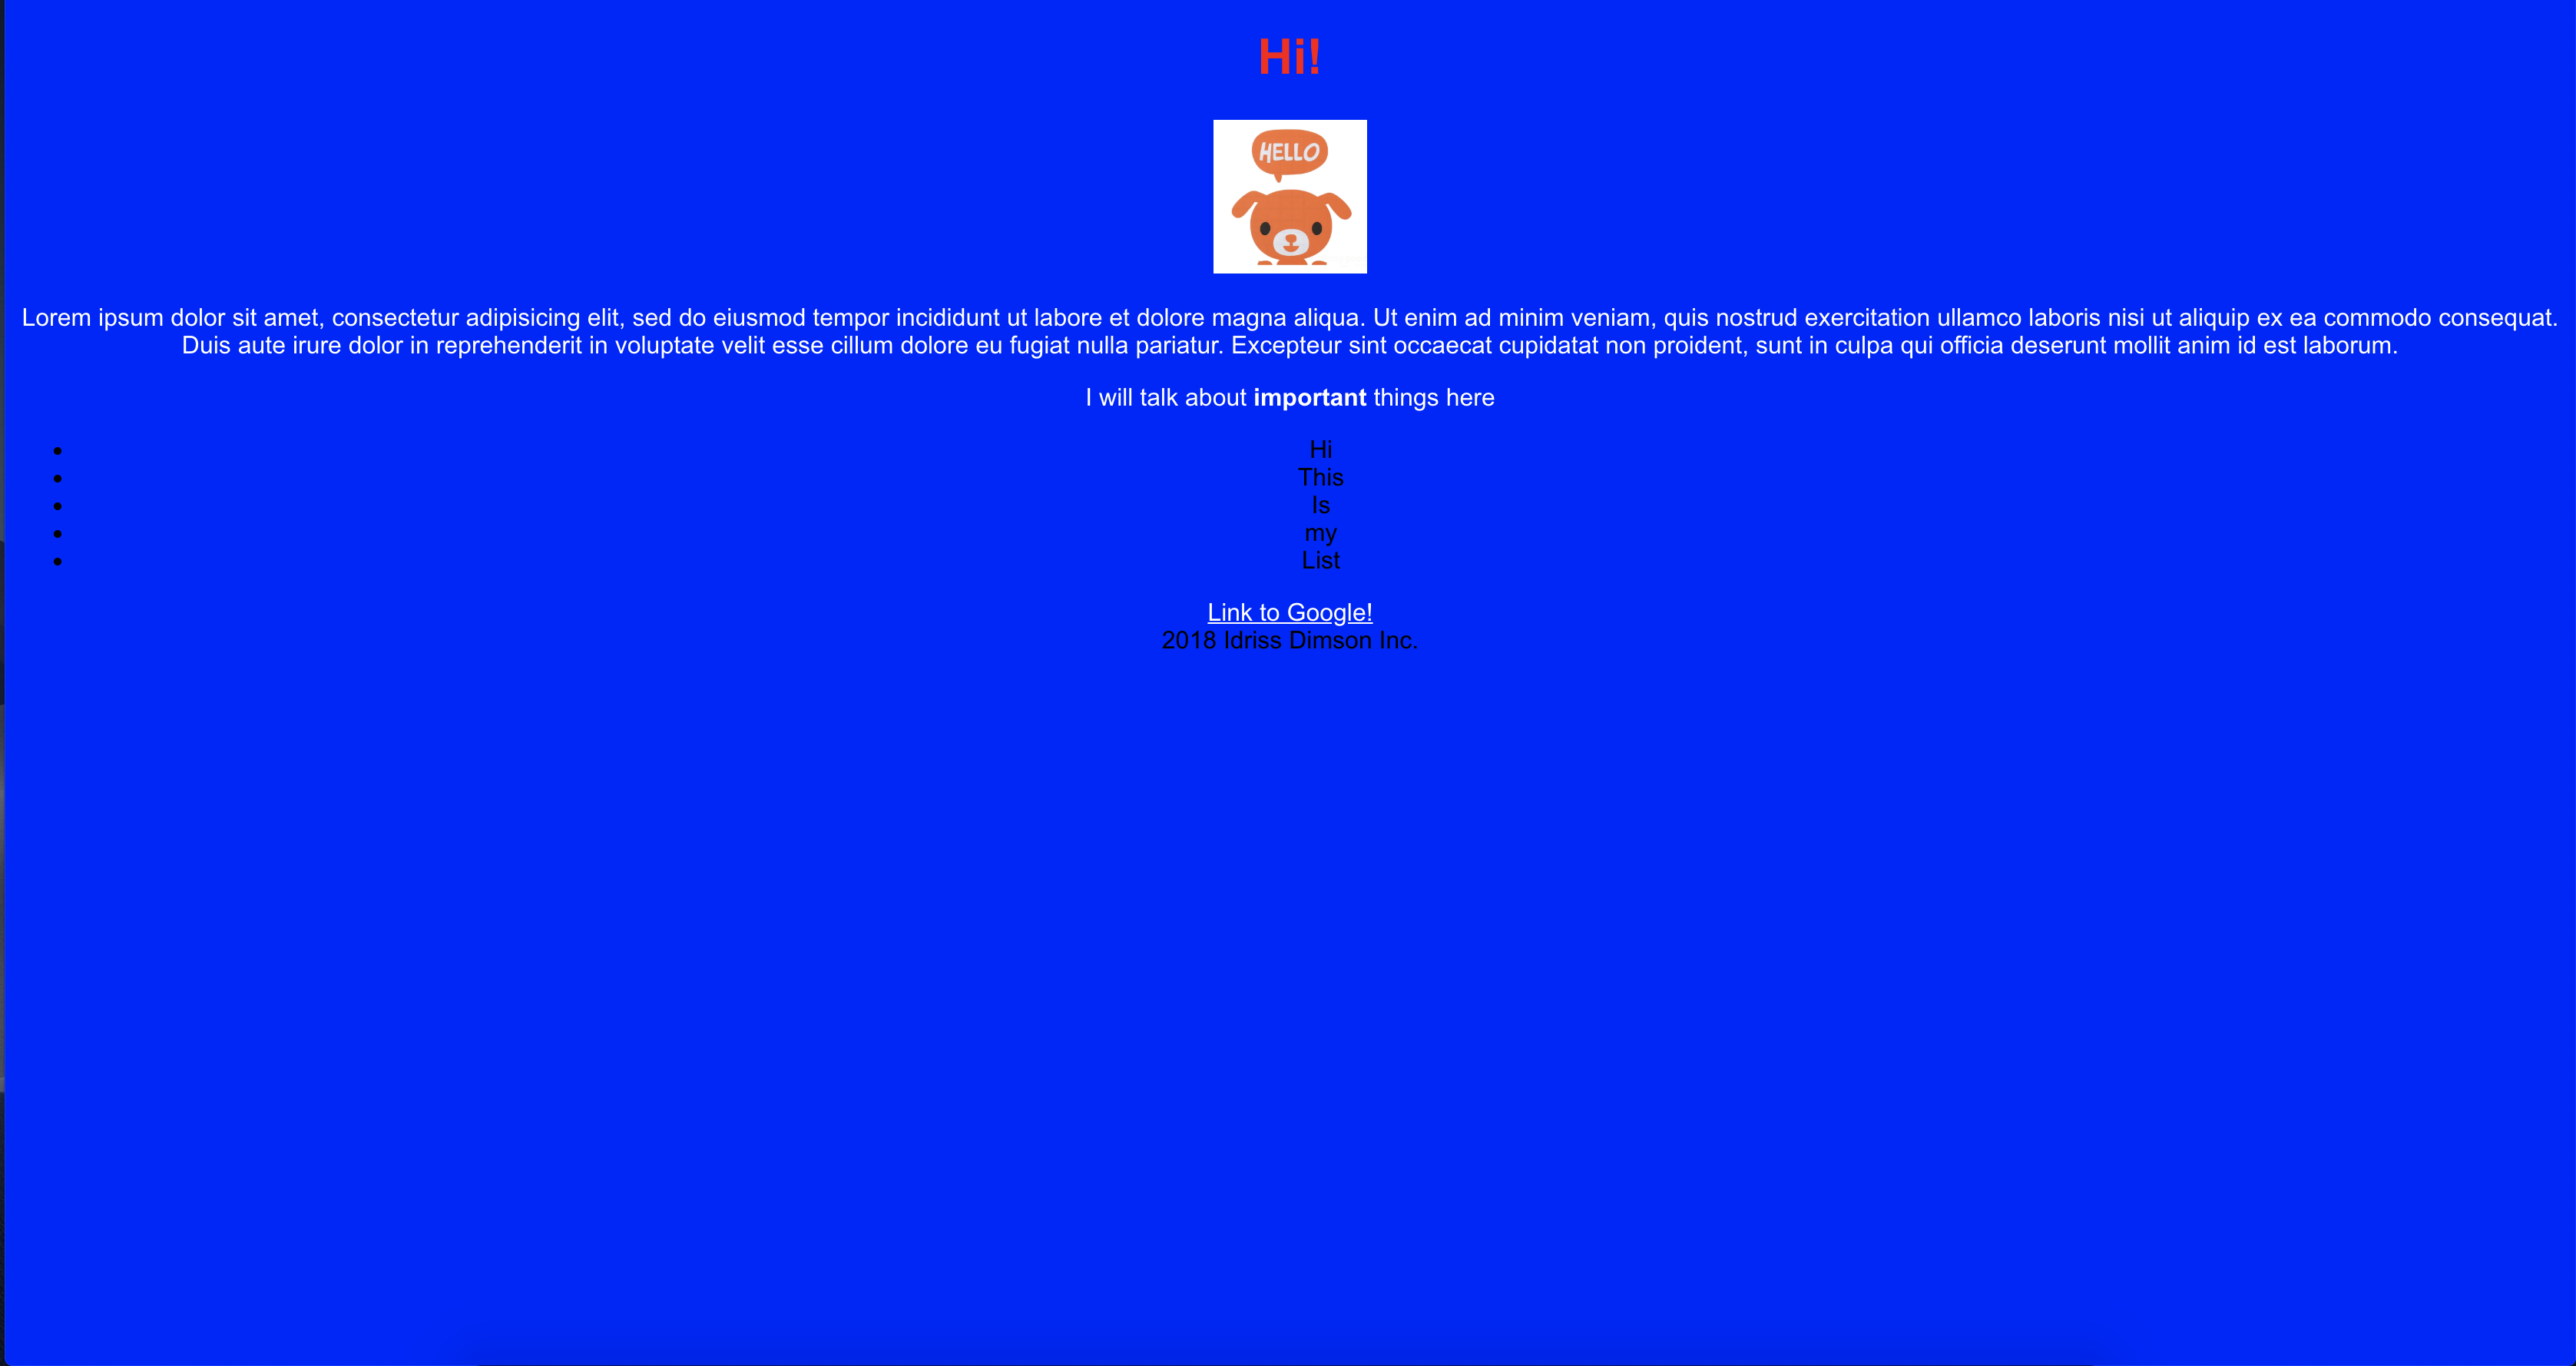 Hi!
HELLO
Lorem ipsum dolor sit amet, consectetur adipisicing elit, sed do eiusmod tempor incididunt ut labore et dolore magna aliqua. Ut enim ad minim veniam, quis nostrud exercitation ullamco laboris nisi ut aliquip ex ea commodo consequat.
Duis aute irure dolor in reprehenderit in voluptate velit esse cillum dolore eu fugiat nulla pariatur. Excepteur sint occaecat cupidatat non proident, sunt in culpa qui officia deserunt mollit anim id est laborum.
I will talk about important things here
• Hi
• This
• Is
• my
• List
Link to Google!
2018 Idriss Dimson Inc.